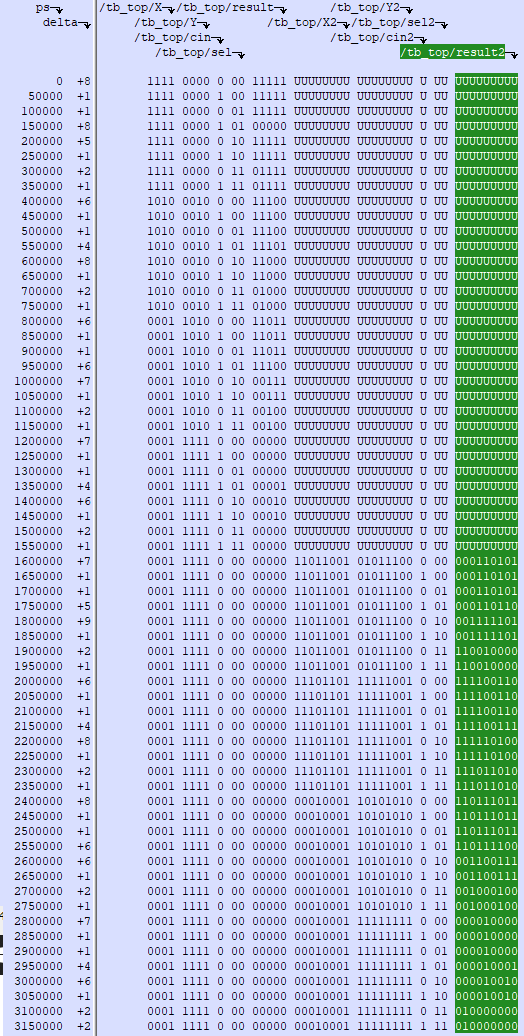 ps /tb_top/X /tb_top/result /tb_top/Y2
delta /tb_top/Y /tb_top/X2 /tb_top/sel2
/tb_top/cin /tb_top/cin2
/tb_top/sel /tb_top/result2
0 +8 1111 0000 0 00 11111 UUUUUUUU UUUUUUUU U UU UUUUUUUUU
50000 +1 1111 0000 1 00 11111 UUUUUUUU UUUUUUUU U UU UUUUUUUUU
100000 +1 1111 0000 0 01 11111 UUUUUUUU UUUUUUUU U UU UUUUUUUUU
150000 +8 1111 0000 1 01 00000 UUUUUUUU UUUUUUUU U UU UUUUUUUUU
200000 +5 1111 0000 0 10 11111 UUUUUUUU UUUUUUUU U UU UUUUUUUUU
250000 +1 1111 0000 1 10 11111 UUUUUUUU UUUUUUUU U UU UUUUUUUUU
300000 +2 1111 0000 0 11 01111 UUUUUUUU UUUUUUUU U UU UUUUUUUUU
350000 +1 1111 0000 1 11 01111 UUUUUUUU UUUUUUUU U UU UUUUUUUUU
400000 +6 1010 0010 0 00 11100 UUUUUUUU UUUUUUUU U UU UUUUUUUUU
450000 +1 1010 0010 1 00 11100 UUUUUUUU UUUUUUUU U UU UUUUUUUUU
500000 +1 1010 0010 0 01 11100 UUUUUUUU UUUUUUUU U UU UUUUUUUUU
550000 +4 1010 0010 1 01 11101 UUUUUUUU UUUUUUUU U UU UUUUUUUUU
600000 +8 1010 0010 0 10 11000 UUUUUUUU UUUUUUUU U UU UUUUUUUUU
650000 +1 1010 0010 1 10 11000 UUUUUUUU UUUUUUUU U UU UUUUUUUUU
700000 +2 1010 0010 0 11 01000 UUUUUUUU UUUUUUUU U UU UUUUUUUUU
750000 +1 1010 0010 1 11 01000 UUUUUUUU UUUUUUUU U UU UUUUUUUUU
800000 +6 0001 1010 0 00 11011 UUUUUUUU UUUUUUUU U UU UUUUUUUUU
850000 +1 0001 1010 1 00 11011 UUUUUUUU UUUUUUUU U UU UUUUUUUUU
900000 +1 0001 1010 0 01 11011 UUUUUUUU UUUUUUUU U UU UUUUUUUUU
950000 +6 0001 1010 1 01 11100 UUUUUUUU UUUUUUUU U UU UUUUUUUUU
1000000 +7 0001 1010 0 10 00111 UUUUUUUU UUUUUUUU U UU UUUUUUUUU
1050000 +1 0001 1010 1 10 00111 UUUUUUUU UUUUUUUU U UU UUUUUUUUU
1100000 +2 0001 1010 0 11 00100 UUUUUUUU UUUUUUUU U UU UUUUUUUUU
1150000 +1 0001 1010 1 11 00100 UUUUUUUU UUUUUUUU U UU UUUUUUUUU
1200000 +7 0001 1111 0 00 00000 UUUUUUUU UUUUUUUU U UU UUUUUUUUU
1250000 +1 0001 1111 1 00 00000 UUUUUUUU UUUUUUUU U UU UUUUUUUUU
1300000 +1 0001 1111 0 01 00000 UUUUUUUU UUUUUUUU U UU UUUUUUUUU
1350000 +4 0001 1111 1 01 00001 UUUUUUUU UUUUUUUU U UU UUUUUUUUU
1400000 +6 0001 1111 0 10 00010 UUUUUUUU UUUUUUUU U UU UUUUUUUUU
1450000 +1 0001 1111 1 10 00010 UUUUUUUU UUUUUUUU U UU UUUUUUUUU
1500000 +2 0001 1111 0 11 00000 UUUUUUUU UUUUUUUU U UU UUUUUUUUU
1550000 +1 0001 1111 1 11 00000 UUUUUUUU UUUUUUUU U UU UUUUUUUUU
1600000 +7 0001 1111 0 00 00000 11011001 01011100 0 00 000110101
1650000 +1 0001 1111 0 00 00000 11011001 01011100 1 00 000110101
1700000 +1 0001 1111 0 00 00000 11011001 01011100 0 01 000110101
1750000 +5 0001 1111 0 00 00000 11011001 01011100 1 01 000110110
1800000 +9 0001 1111 0 00 00000 11011001 01011100 0 10 001111101
1850000 +1 0001 1111 0 00 00000 11011001 01011100 1 10 001111101
1900000 +2 0001 1111 0 00 00000 11011001 01011100 0 11 110010000
1950000 +1 0001 1111 0 00 00000 11011001 01011100 1 11 110010000
2000000 +6 0001 1111 0 00 00000 11101101 11111001 0 00 111100110
2050000 +1 0001 1111 0 00 00000 11101101 11111001 1 00 111100110
2100000 +1 0001 1111 0 00 00000 11101101 11111001 0 01 111100110
2150000 +4 0001 1111 0 00 00000 11101101 11111001 1 01 111100111
2200000 +8 0001 1111 0 00 00000 11101101 11111001 0 10 111110100
2250000 +1 0001 1111 0 00 00000 11101101 11111001 1 10 111110100
2300000 +2 0001 1111 0 00 00000 11101101 11111001 0 11 111011010
2350000 +1 0001 1111 0 00 00000 11101101 11111001 1 11 111011010
2400000 +8 0001 1111 0 00 00000 00010001 10101010 0 00 110111011
2450000 +1 0001 1111 0 00 00000 00010001 10101010 1 00 110111011
2500000 +1 0001 1111 0 00 00000 00010001 10101010 0 01 110111011
2550000 +6 0001 1111 0 00 00000 00010001 10101010 1 01 110111100
2600000 +6 0001 1111 0 00 00000 00010001 10101010 0 10 001100111
2650000 +1 0001 1111 0 00 00000 00010001 10101010 1 10 001100111
2700000 +2 0001 1111 0 00 00000 00010001 10101010 0 11 001000100
2750000 +1 0001 1111 0 00 00000 00010001 10101010 1 11 001000100
2800000 +7 0001 1111 0 00 00000 00010001 11111111 0 00 000010000
2850000 +1 0001 1111 0 00 00000 00010001 11111111 1 00 000010000
2900000 +1 0001 1111 0 00 00000 00010001 11111111 0 01 000010000
2950000 +4 0001 1111 0 00 00000 00010001 11111111 1 01 000010001
3000000 +6 0001 1111 0 00 00000 00010001 11111111 0 10 000010010
3050000 +1 0001 1111 0 00 00000 00010001 11111111 1 10 000010010
3100000 +2 0001 1111 0 00 00000 00010001 11111111 0 11 010000000
3150000 +2 0001 1111 0 00 00000 00010001 11111111 1 11 010000000